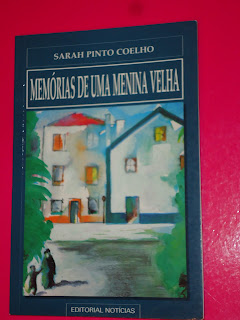 SARAH PINTO COELHO
MEMÓRIAS DE UMA MENINA VELHA
EDITORIAL NOTÍCIAS